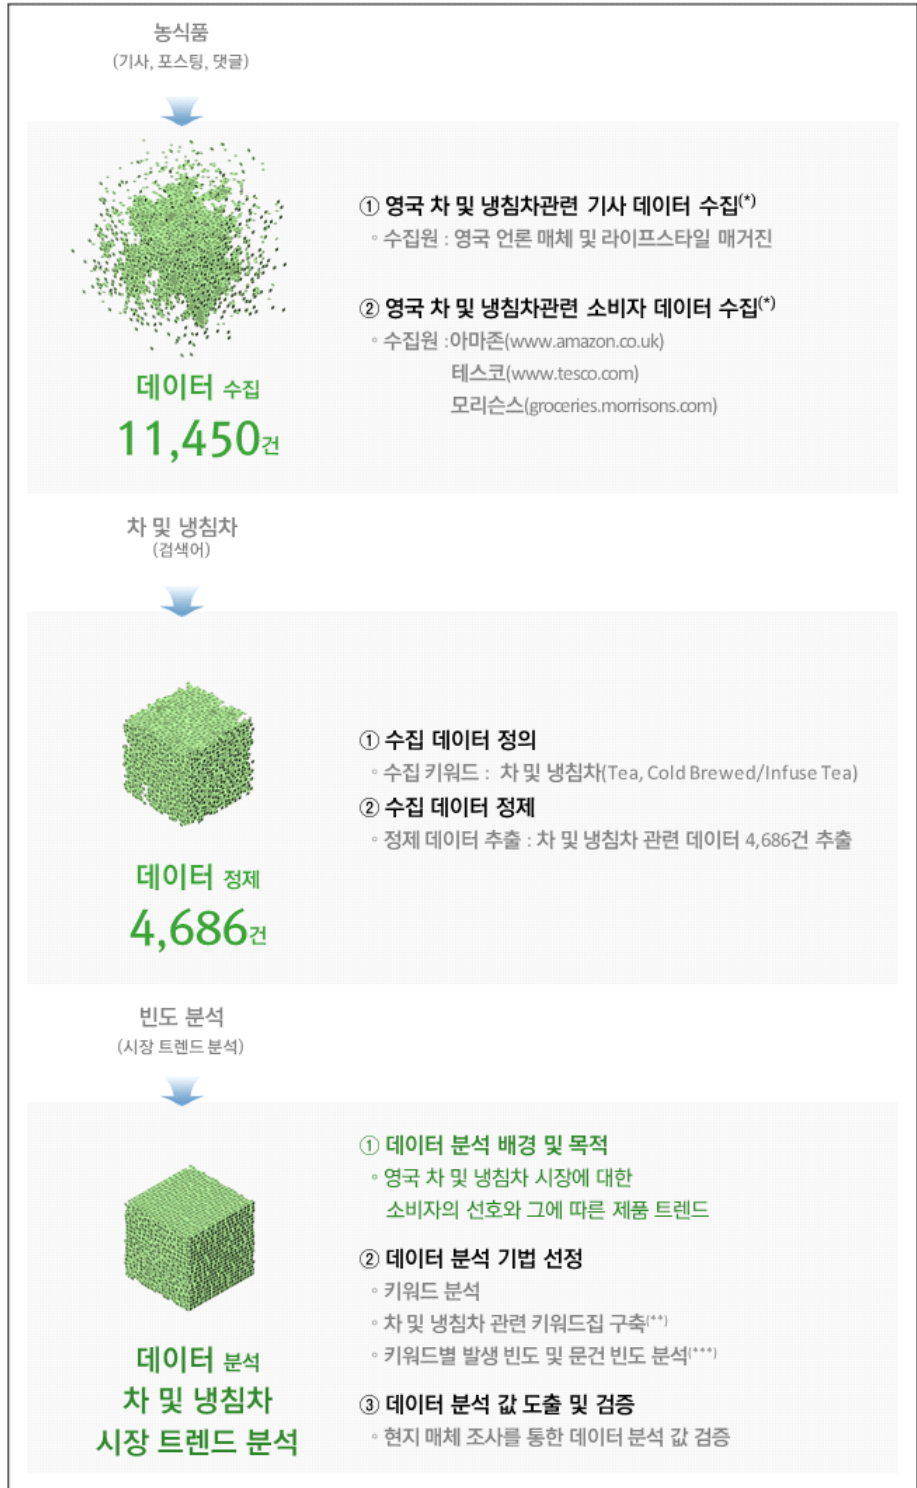 농식품
(기사, 포스팅, 댓글)
① 영국 차 및 냉침차관련 기사 데이터 수집(*)
◦ 수집원 : 영국 언론 매체 및 라이프스타일 매거진
② 영국 차 및 냉침차관련 소비자 데이터 수집(*)
◦ 수집원 :아마존(www.amazon.co.uk)
테스코(www.tesco.com)
모리슨스(groceries.morrisons.com)
데이터 수집
11,450건
차 및 냉침차
(검색어)
① 수집 데이터 정의
◦ 수집 키워드 : 차 및 냉침차(Tea, Cold Brewed/Infuse Tea)
② 수집 데이터 정제
◦ 정제 데이터 추출 : 차 및 냉침차 관련 데이터 4,686건 추출
데이터 정제
4,686건
빈도 분석
(시장 트렌드 분석)
① 데이터 분석 배경 및 목적
◦ 영국 차 및 냉침차 시장에 대한
소비자의 선호와 그에 따른 제품 트렌드
② 데이터 분석 기법 선정
◦ 키워드 분석
◦ 차 및 냉침차 관련 키워드집 구축(**)
◦ 키워드별 발생 빈도 및 문건 빈도 분석(***)
③ 데이터 분석 값 도출 및 검증
◦ 현지 매체 조사를 통한 데이터 분석 값 검증
데이터 분석
차 및 냉침차
시장 트렌드 분석